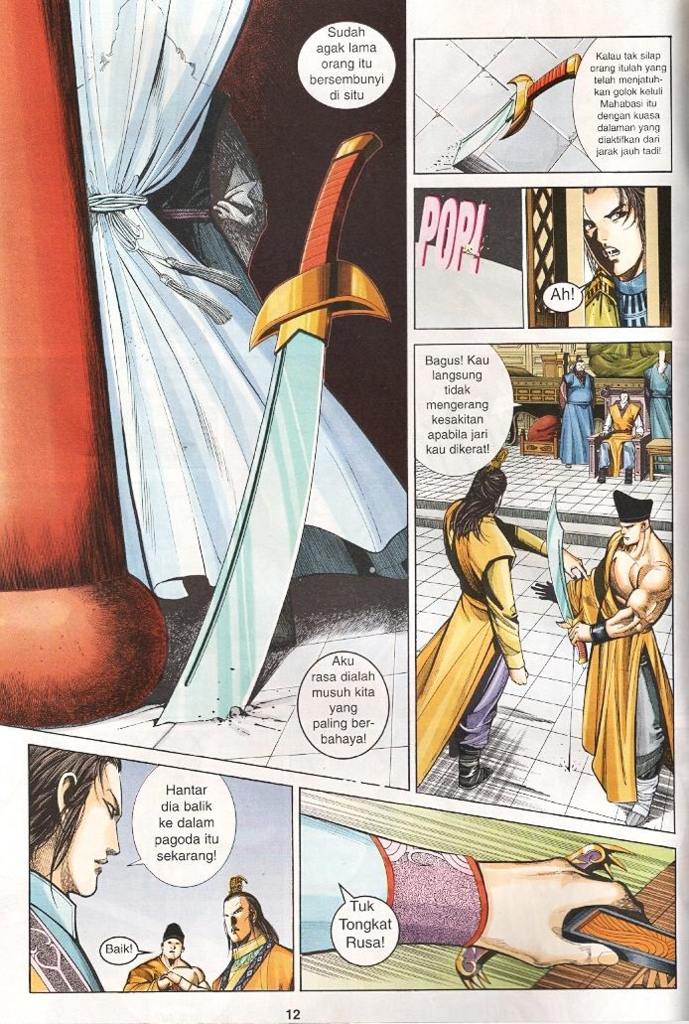 Sudah
agak lama
orang itu
bersembunyi
di situ
Aku
rasa dialah
musuh kita
yang
paling ber-
bahaya!
Kalau tak silap
orang itulah yang
telah menjatuh-
kan golok keluli
Mahabasi itu
dengan kuasa
dalaman yang
diaktifkan dari
jarak jauh tadi!
POP!
Ah!
Bagus! Kau
langsung
tidak
mengerang
kesakitan
apabila jari
kau dikerat!
Hantar
dia balik
ke dalam
pagoda itu
sekarang!
Baik!
Tuk
Tongkat
Rusa!
12